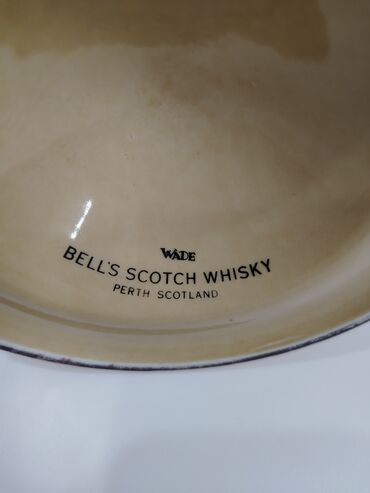 WADE
BELL'S SCOTCH WHISKY
PERTH SCOTLAND